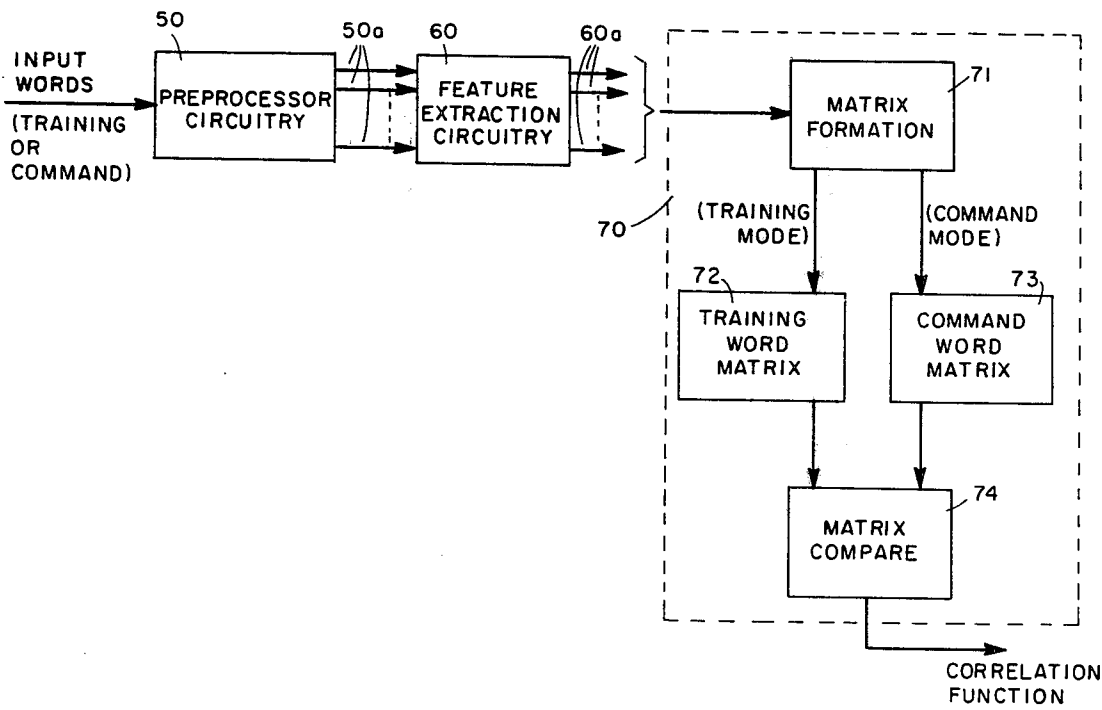 INPUT
WORDS
(TRAINING
OR
COMMAND)
50
PREPROCESSOR
CIRCUITRY
50a
60
FEATURE
EXTRACTION
CIRCUITRY
60a
70
71
MATRIX
FORMATION
(TRAINING
MODE)
(COMMAND
MODE)
72
TRAINING
WORD
MATRIX
73
COMMAND
WORD
MATRIX
74
MATRIX
COMPARE
CORRELATION
FUNCTION